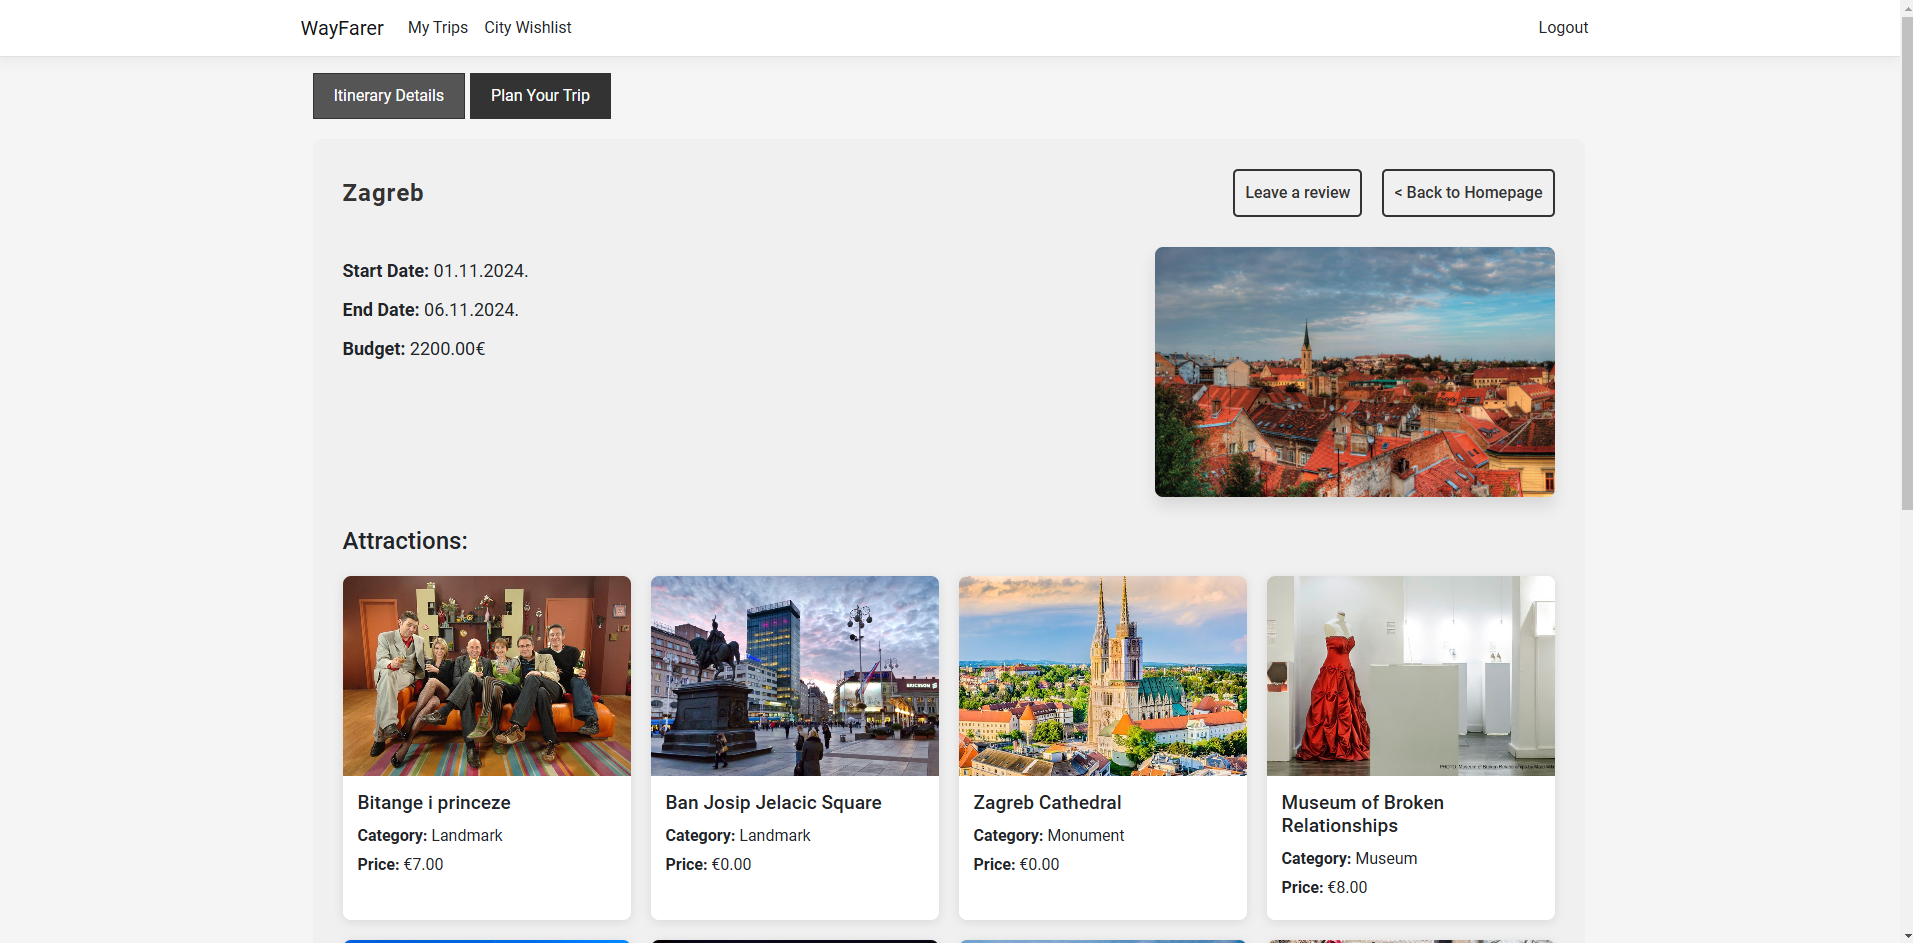 WayFarer My Trips City Wishlist Logout
Itinerary Details Plan Your Trip
Zagreb Leave a review < Back to Homepage
Start Date: 01.11.2024.
End Date: 06.11.2024.
Budget: 2200.00€
Attractions:
ERICSSON
Bitange i princeze
Category: Landmark
Price: €7.00
Ban Josip Jelacic Square
Category: Landmark
Price: €0.00
Zagreb Cathedral
Category: Monument
Price: €0.00
Museum of Broken
Relationships
Category: Museum
Price: €8.00